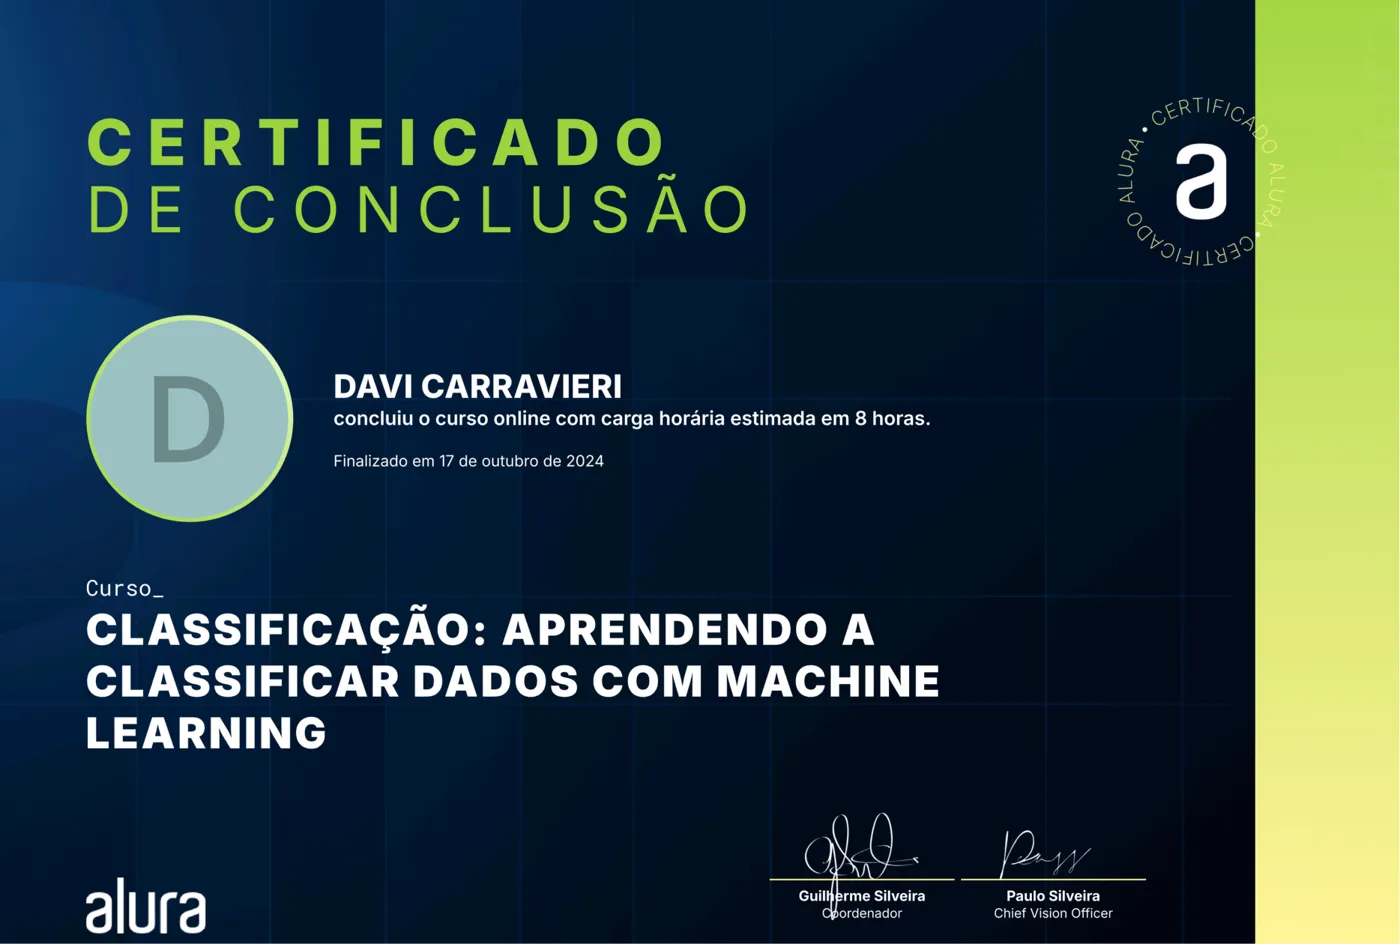 CERTIFICADO
DE CONCLUSÃO
CERTIFICADO ALURA • CERTIFICADO ALURA •
a
D
DAVI CARRAVIERI
concluiu o curso online com carga horária estimada em 8 horas.
Finalizado em 17 de outubro de 2024
Curso_
CLASSIFICAÇÃO: APRENDENDO A
CLASSIFICAR DADOS COM MACHINE
LEARNING
Guilherme Silveira
Coordenador
Paulo Silveira
Chief Vision Officer
alura